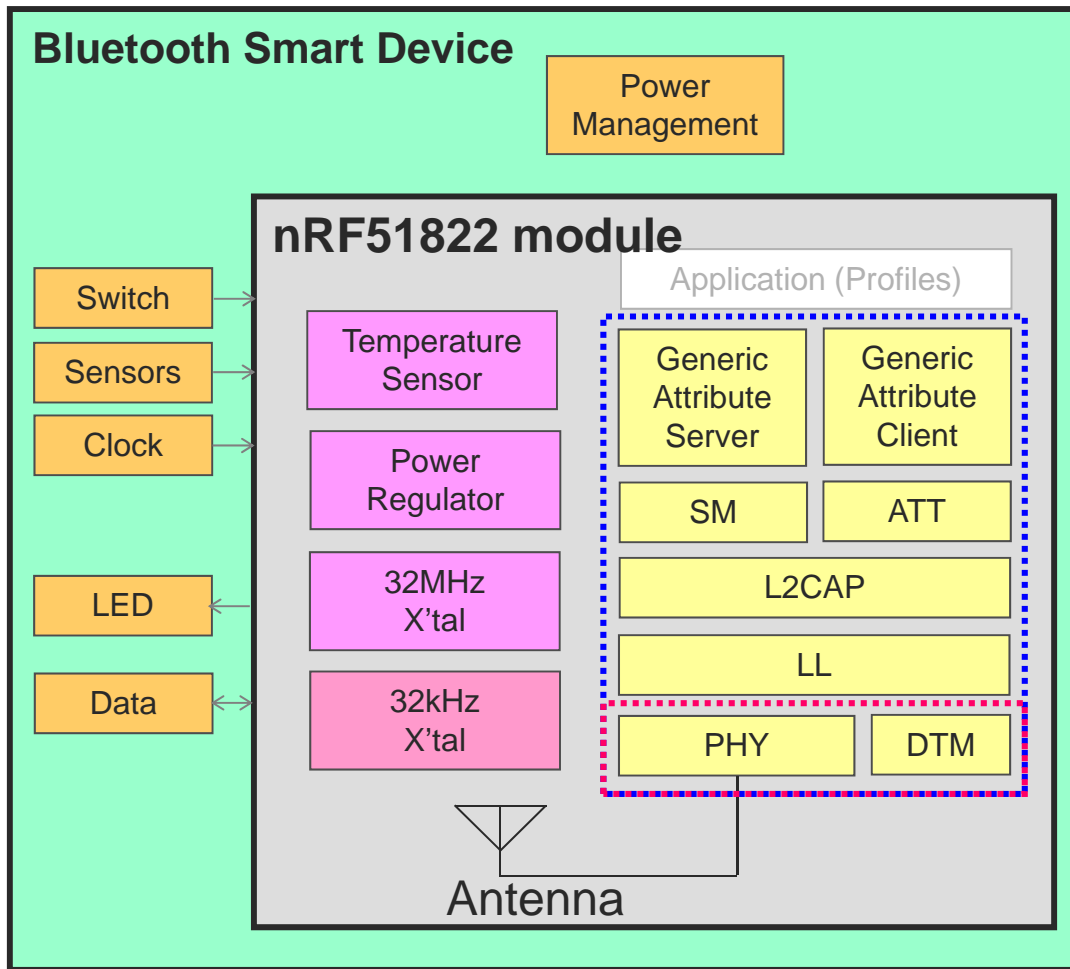 Bluetooth Smart Device
Power
Management
nRF51822 module
Application (Profiles)
Switch
Sensors
Clock
LED
Data
Temperature
Sensor
Power
Regulator
32MHz
X'tal
32kHz
X'tal
Generic
Attribute
Server
Generic
Attribute
Client
SM
ATT
L2CAP
LL
PHY
DTM
Antenna